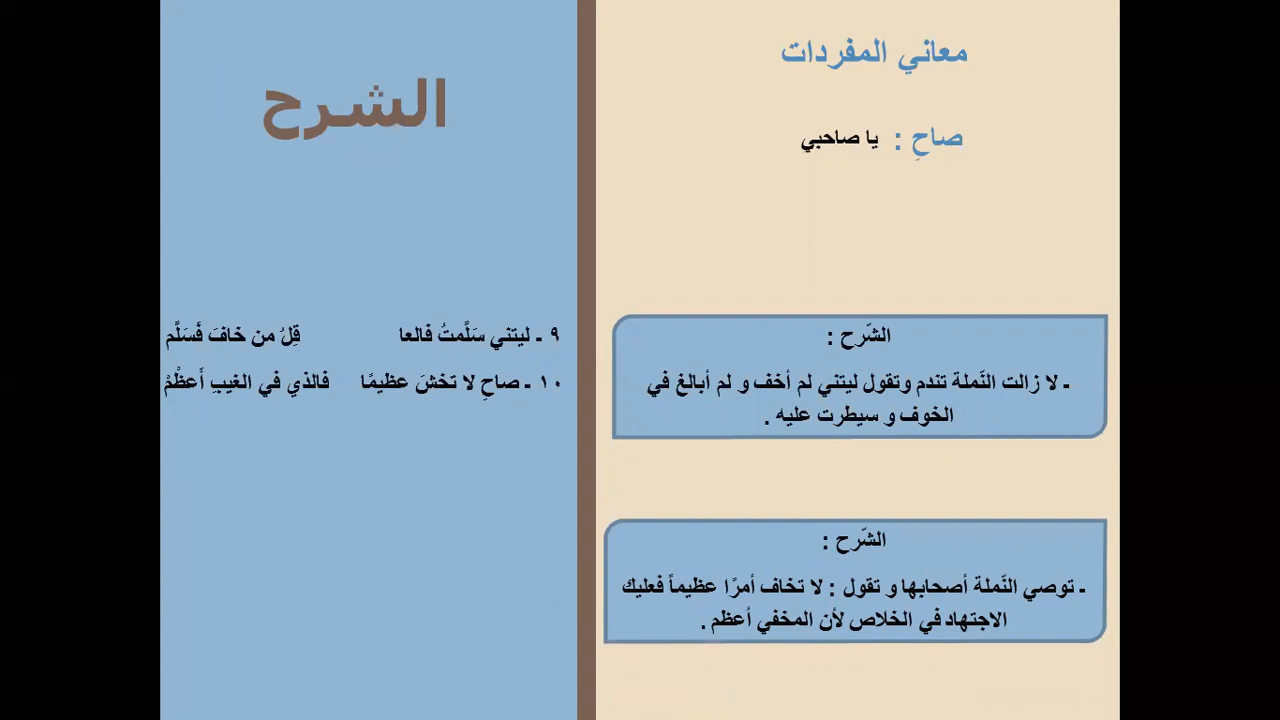 معاني المفردات
صاحِ : يا صاحبي
الشّرح :
ـ لا زالت النّملة تندم وتقول ليتني لم أخف و لم أبالغ في
الخوف و سيطرت عليه .
الشّرح :
ـ توصي النّملة أصحابها و تقول : لا تخاف أمرًا عظيماً فعليك
الاجتهاد في الخلاص لأن المخفي أعظم .
الشرح
٩ ـ ليتني سَلَّمتُ فالعا قِلُ من خافَ فَسَلَّم
١٠ ـ صاحِ لا تخشَ عظيمًا فالذي في الغيبِ أَعظْمْ